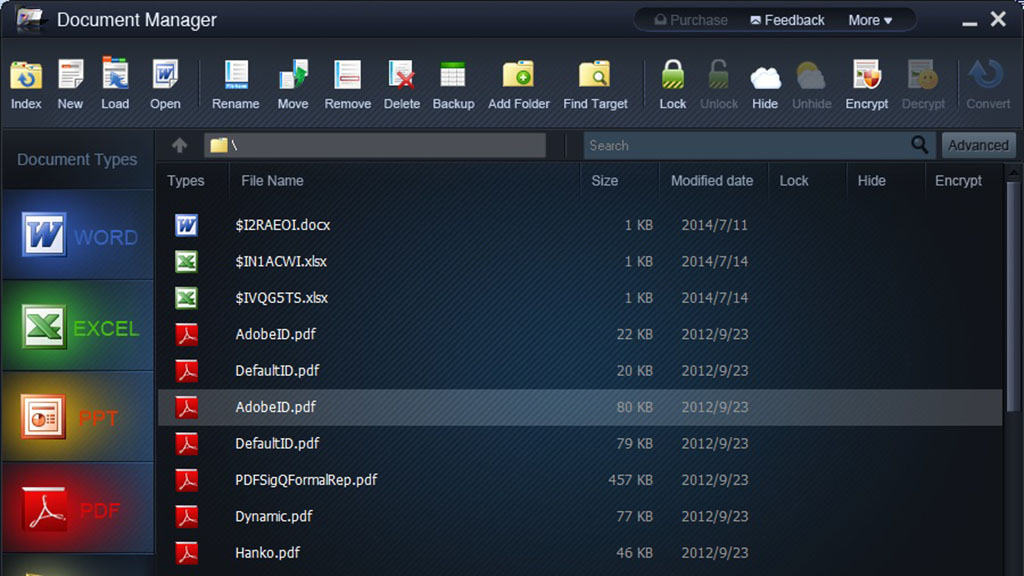 Document Manager
Purchase Feedback More
Index New Load Open Rename Move Remove Delete Backup Add Folder Find Target Lock Unlock Hide Unhide Encrypt Decrypt Convert
Document Types
\
Search
Advanced
Types File Name Size Modified date Lock Hide Encrypt
WORD
EXCEL
PPT
PDF
$I2RAEOI.docx 1 KB 2014/7/11
$IN1ACWI.xlsx 1 KB 2014/7/14
$IVQG5TS.xlsx 1 KB 2014/7/14
AdobeID.pdf 22 KB 2012/9/23
DefaultID.pdf 20 KB 2012/9/23
AdobeID.pdf 80 KB 2012/9/23
DefaultID.pdf 79 KB 2012/9/23
PDFSigQFormalRep.pdf 457 KB 2012/9/23
Dynamic.pdf 77 KB 2012/9/23
Hanko.pdf 46 KB 2012/9/23